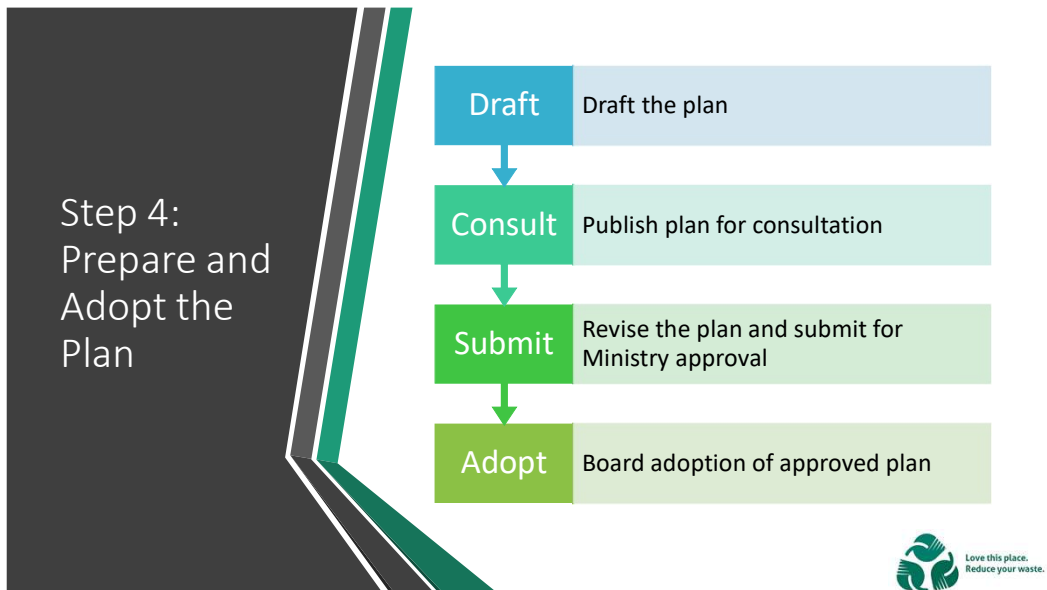 Step 4:
Prepare and
Adopt the
Plan
Draft
Draft the plan
Consult
Publish plan for consultation
Submit
Revise the plan and submit for
Ministry approval
Adopt
Board adoption of approved plan
Love this place.
Reduce your waste.